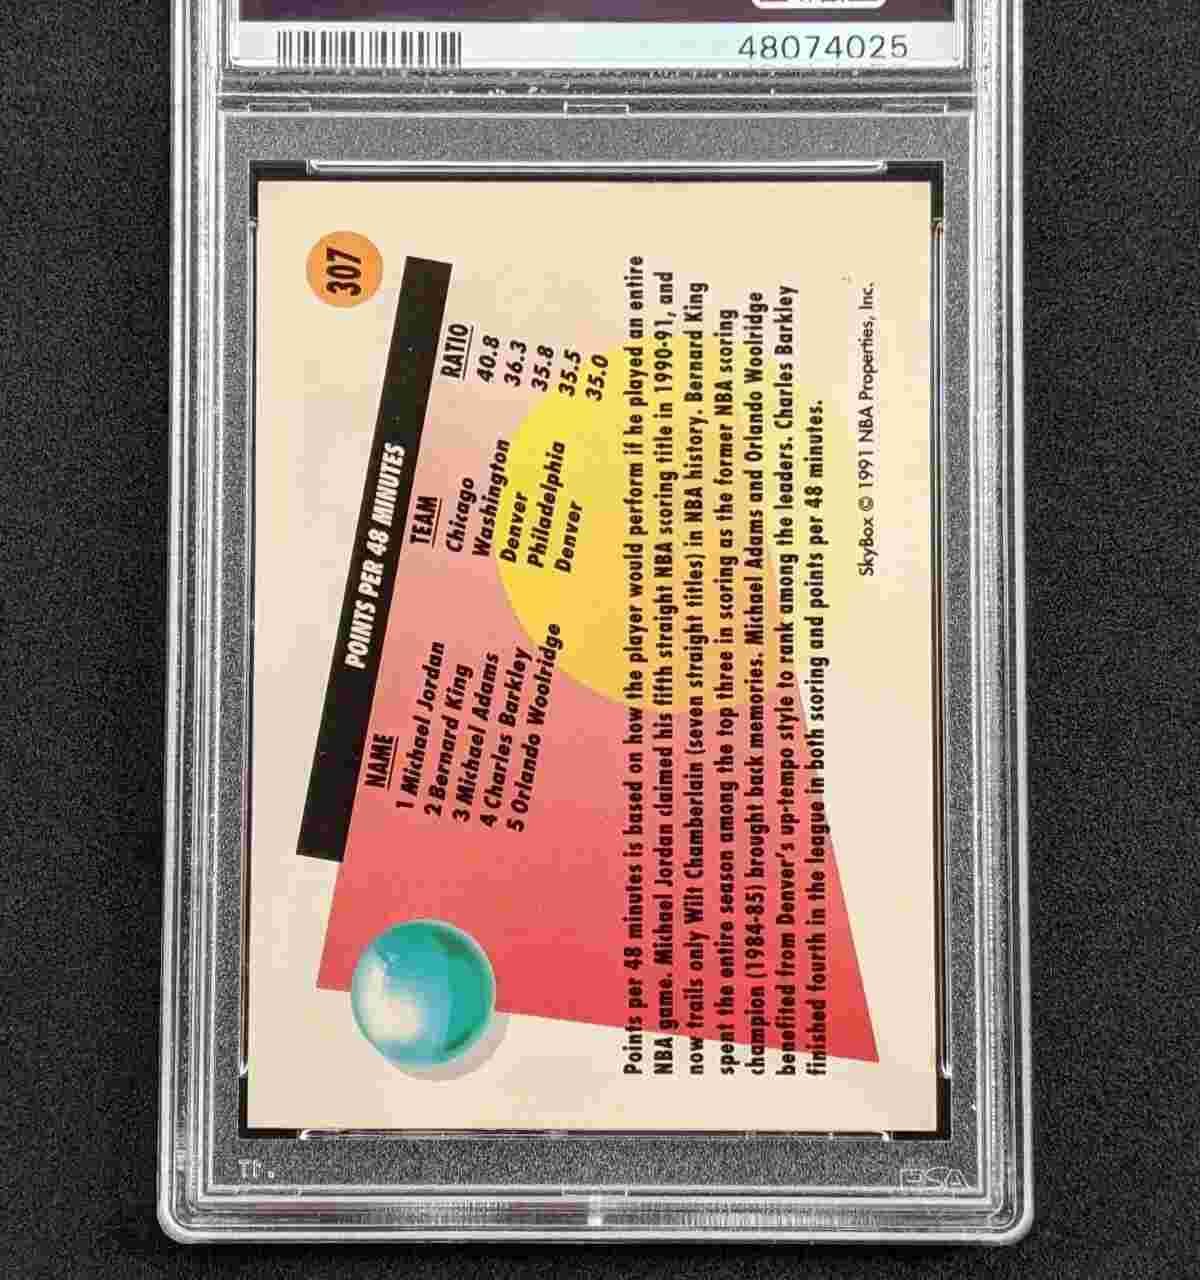 48074025
307
POINTS PER 48 MINUTES
NAME TEAM RATIO
1 Michael Jordan Chicago 40.8
2 Bernard King Washington 36.3
3 Michael Adams Denver 35.8
4 Charles Barkley Philadelphia 35.5
5 Orlando Woolridge Denver 35.0
Points per 48 minutes is based on how the player would perform if he played an entire
NBA game. Michael Jordan claimed his fifth straight NBA scoring title in 1990-91, and
now trails only Wilt Chamberlain (seven straight titles) in NBA history. Bernard King
spent the entire season among the top three in scoring as the former NBA scoring
champion (1984-85) brought back memories. Michael Adams and Orlando Woolridge
benefited from Denver's up-tempo style to rank among the leaders. Charles Barkley
finished fourth in the league in both scoring and points per 48 minutes.
SkyBox © 1991 NBA Properties, Inc.
PSA